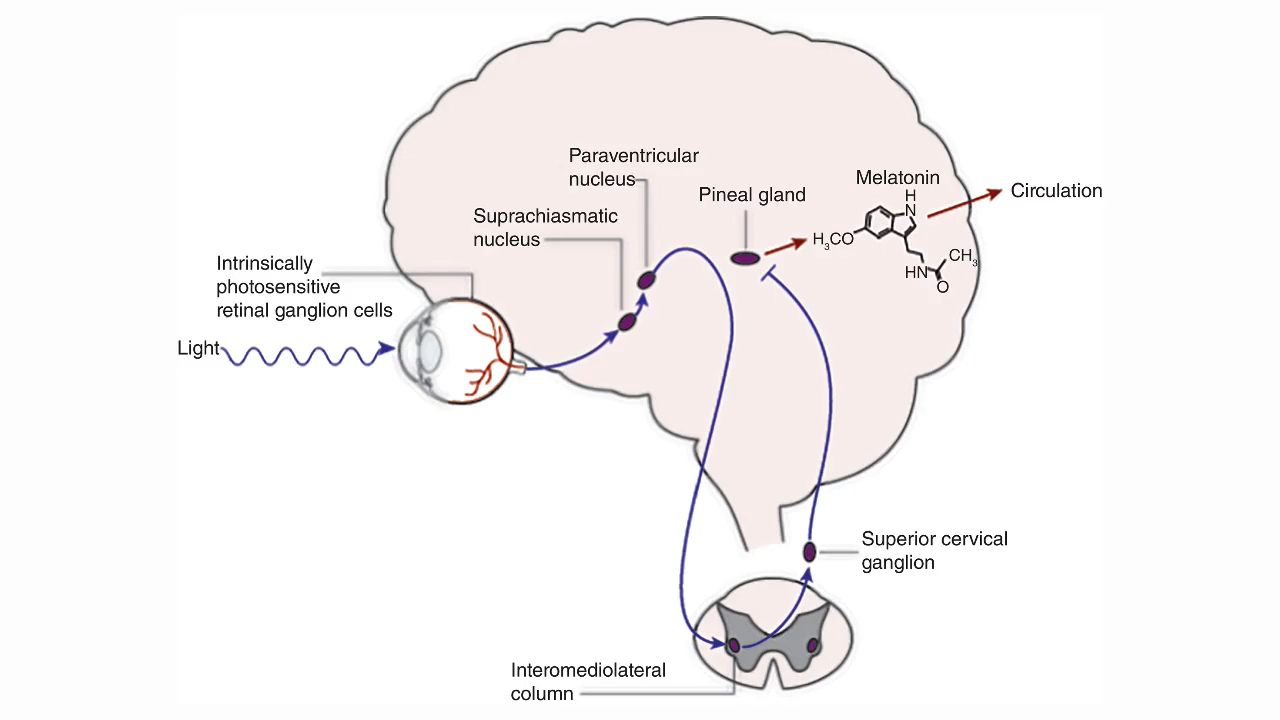 Paraventricular
nucleus
Pineal gland
Melatonin
Circulation
Suprachiasmatic
nucleus
Intrinsically
photosensitive
retinal ganglion cells
Light
H
N
H₃CO
CH₃
HN
O
Superior cervical
ganglion
Interomediolateral
column